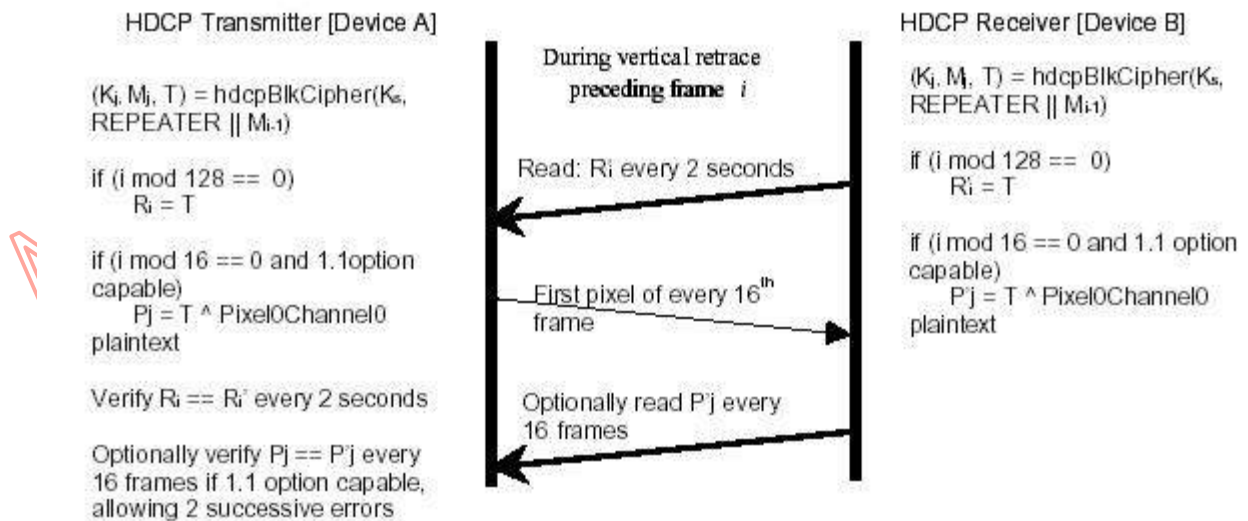 HDCP Transmitter [Device A]
(Kj, Mj, T) = hdcpBlkCipher(Ks,
REPEATER || Mi-1)
if (i mod 128 == 0)
Ri = T
if (i mod 16 == 0 and 1.1option
capable)
Pj = T ^ Pixel0Channel0
plaintext
Verify Ri == Ri' every 2 seconds
Optionally verify Pj == P'j every
16 frames if 1.1 option capable,
allowing 2 successive errors
During vertical retrace
preceding frame i
Read: Ri every 2 seconds
First pixel of every 16th
frame
Optionally read P'j every
16 frames
HDCP Receiver [Device B]
(Kj, Mj, T) = hdcpBlkCipher(Ks,
REPEATER || Mi-1)
if (i mod 128 == 0)
R'i = T
if (i mod 16 == 0 and 1.1 option
capable)
P'j = T ^ Pixel0Channel0
plaintext